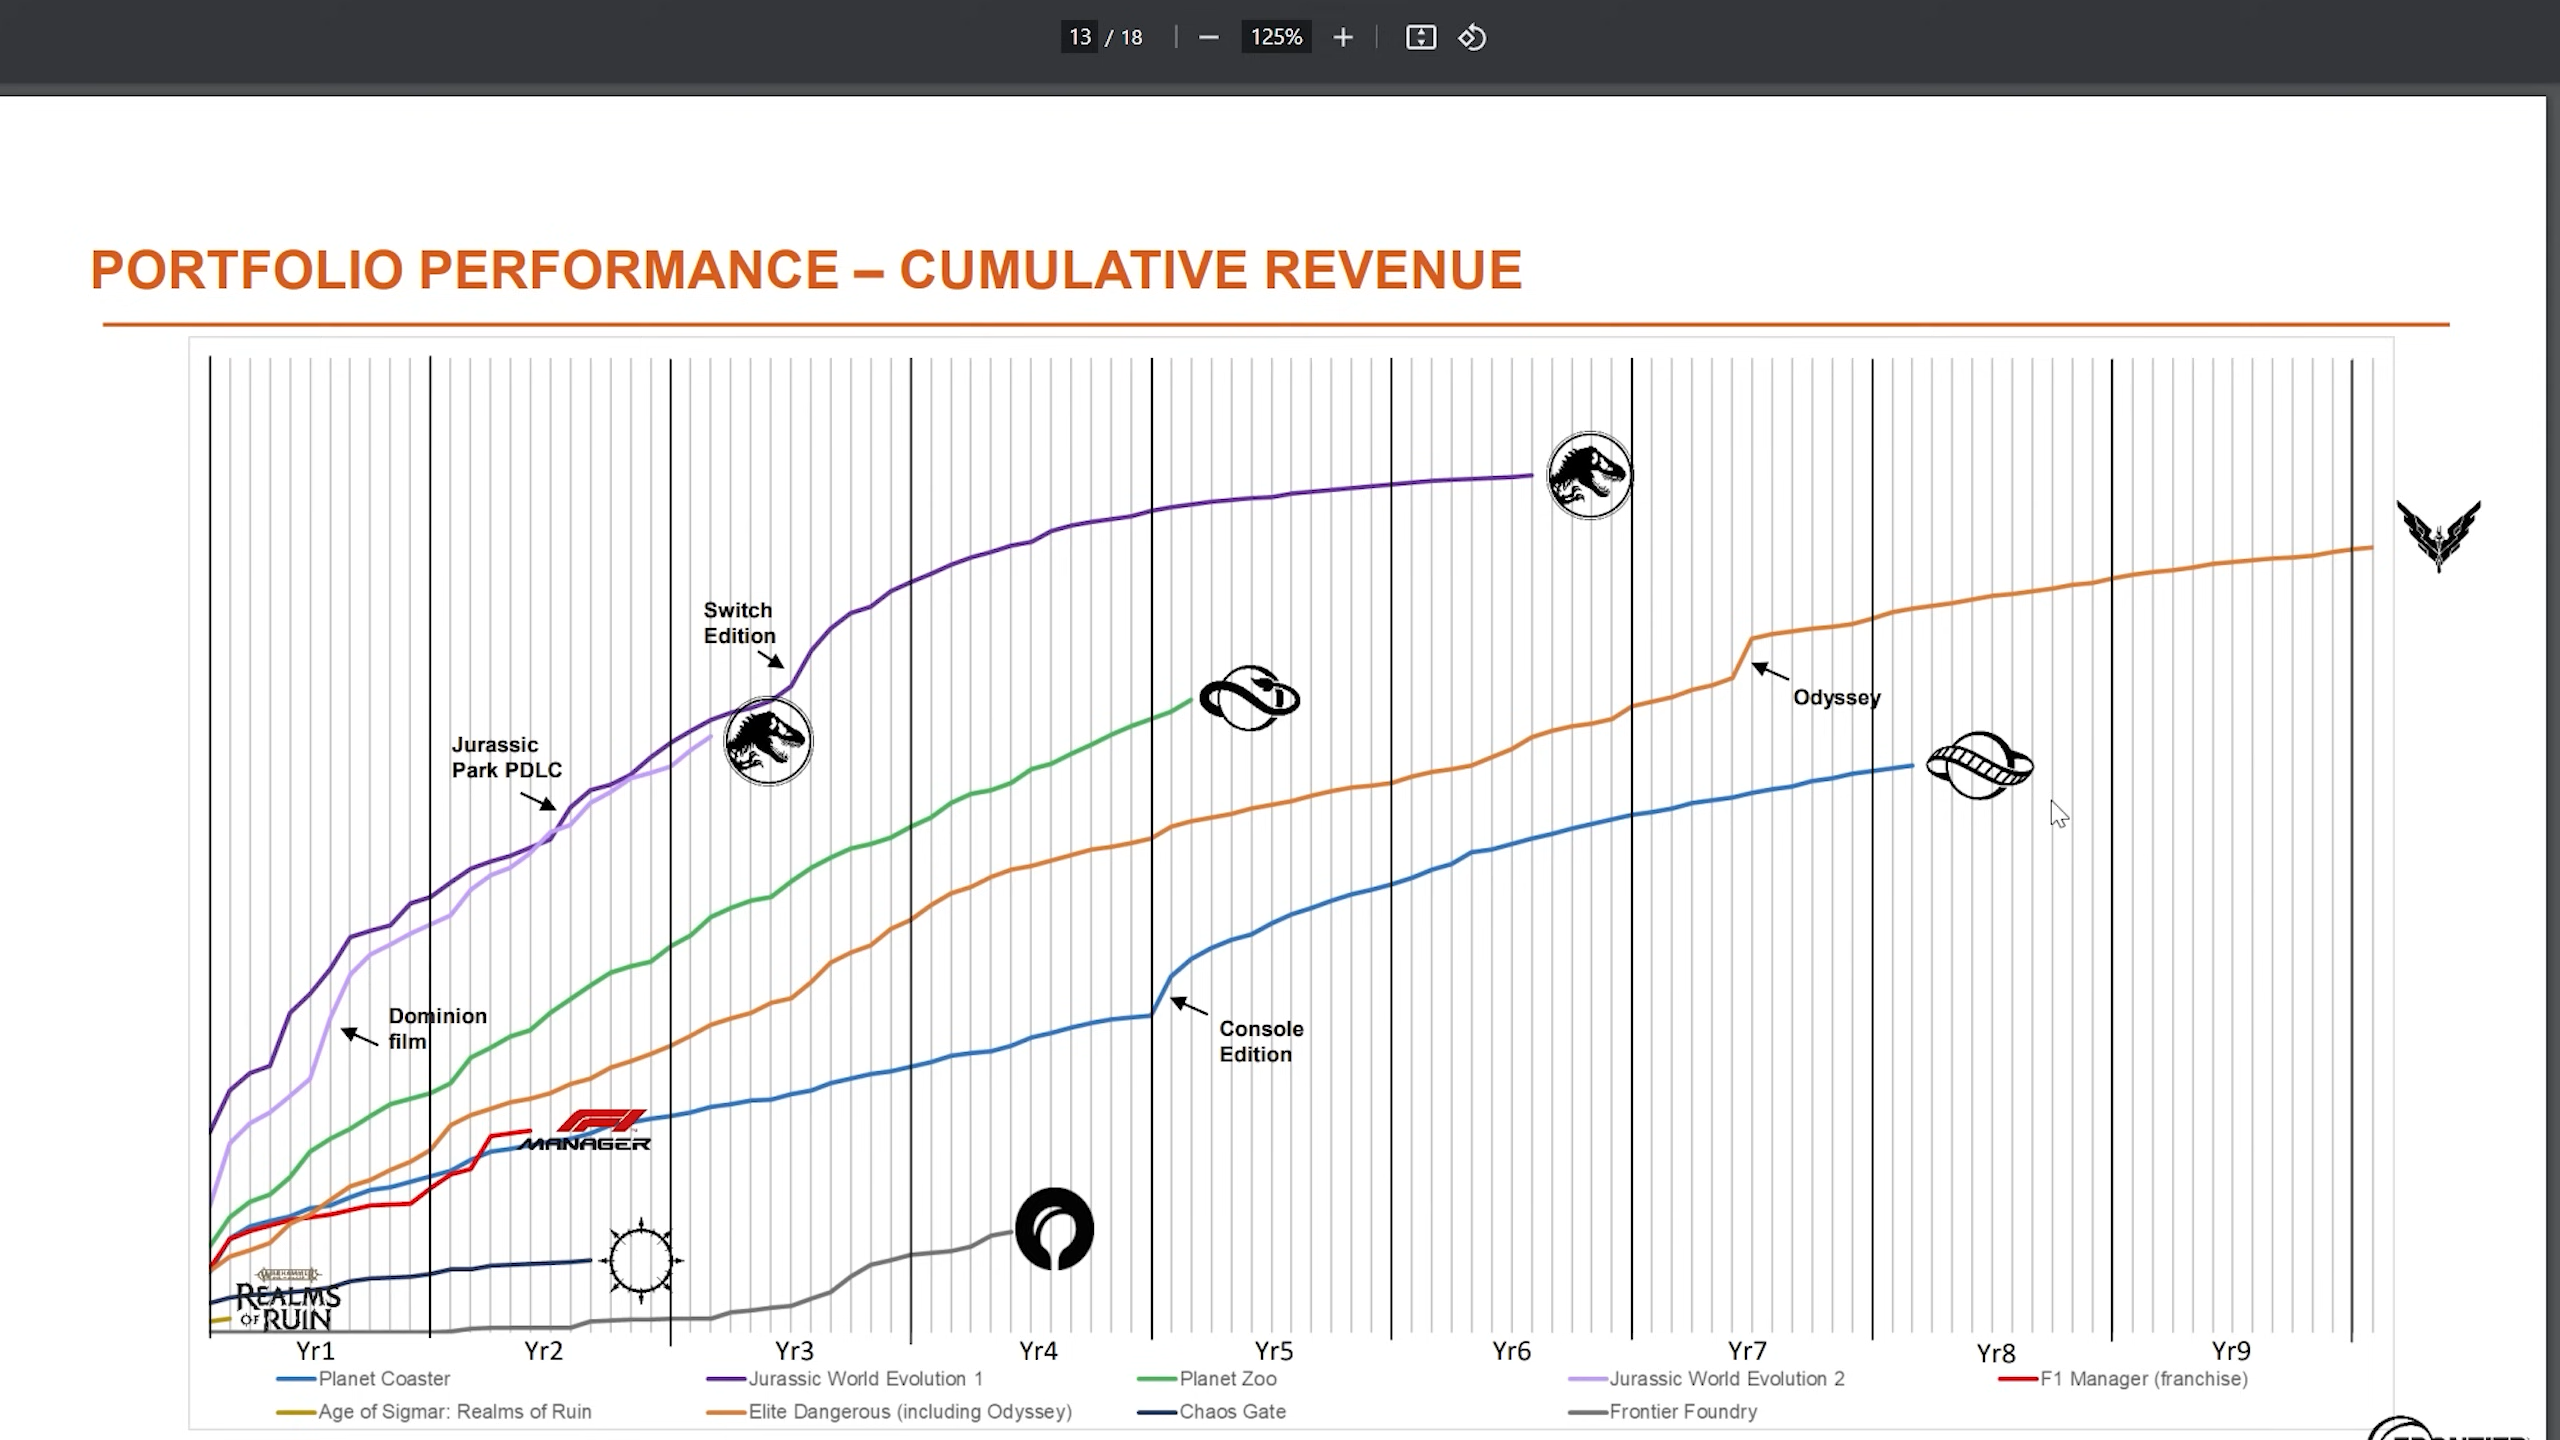 13 / 18
125%
PORTFOLIO PERFORMANCE – CUMULATIVE REVENUE
Switch
Edition
Jurassic
Park PDLC
Odyssey
Dominion
film
Console
Edition
F1
MANAGER
WARHAMMER
REALMS
OF RUIN
Yr1
Yr2
Yr3
Yr4
Yr5
Yr6
Yr7
Yr8
Yr9
Planet Coaster
Jurassic World Evolution 1
Planet Zoo
Jurassic World Evolution 2
F1 Manager (franchise)
Age of Sigmar: Realms of Ruin
Elite Dangerous (including Odyssey)
Chaos Gate
Frontier Foundry